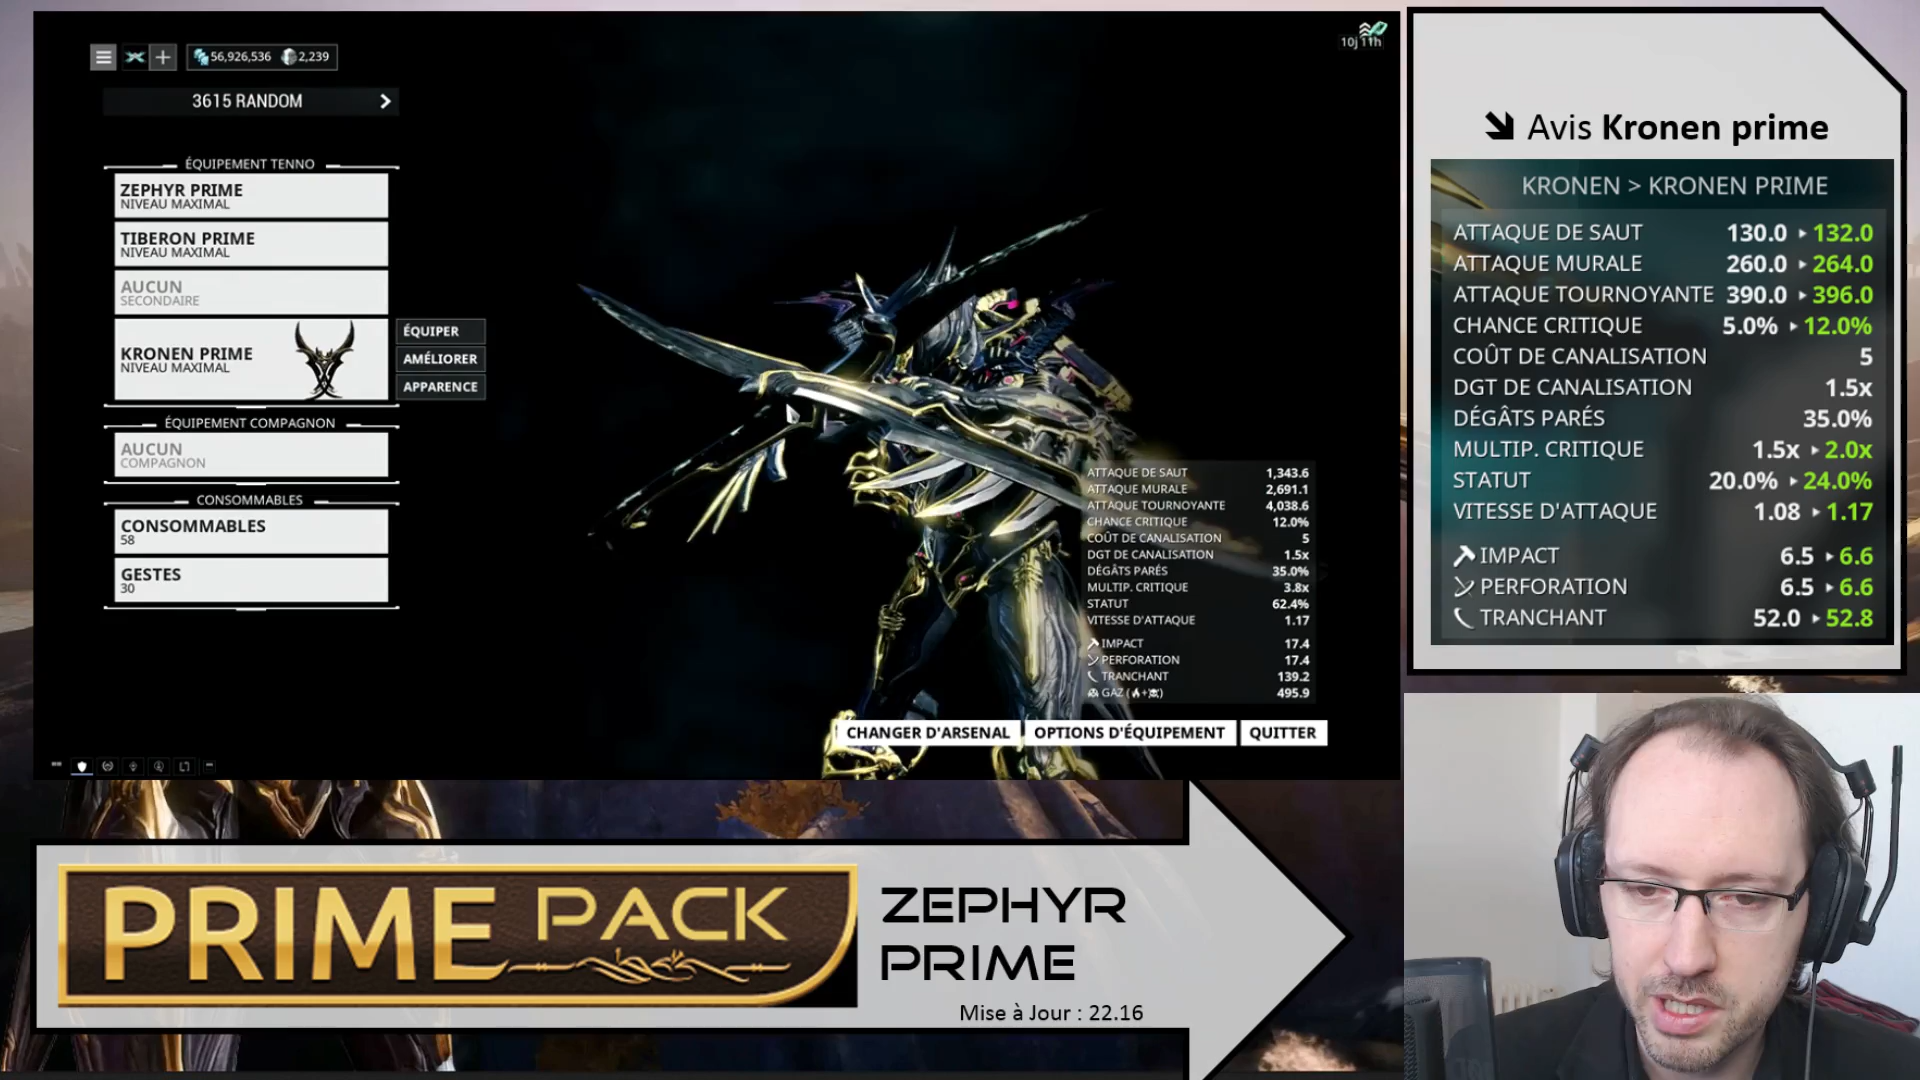 56,926,536 2,239
10j 11h
3615 RANDOM
ÉQUIPEMENT TENNO
ZEPHYR PRIME
NIVEAU MAXIMAL
TIBERON PRIME
NIVEAU MAXIMAL
AUCUN
SECONDAIRE
KRONEN PRIME
NIVEAU MAXIMAL
ÉQUIPER
AMÉLIORER
APPARENCE
ÉQUIPEMENT COMPAGNON
AUCUN
COMPAGNON
CONSOMMABLES
CONSOMMABLES
58
GESTES
30
ATTAQUE DE SAUT 1,343.6
ATTAQUE MURALE 2,691.1
ATTAQUE TOURNOYANTE 4,038.6
CHANCE CRITIQUE 12.0%
COÛT DE CANALISATION 5
DGT DE CANALISATION 1.5x
DÉGÂTS PARÉS 35.0%
MULTIP. CRITIQUE 3.8x
STATUT 62.4%
VITESSE D'ATTAQUE 1.17
IMPACT 17.4
PERFORATION 17.4
TRANCHANT 139.2
GAZ (+) 495.9
CHANGER D'ARSENAL OPTIONS D'ÉQUIPEMENT QUITTER
Avis Kronen prime
KRONEN > KRONEN PRIME
ATTAQUE DE SAUT 130.0 ▸ 132.0
ATTAQUE MURALE 260.0 ▸ 264.0
ATTAQUE TOURNOYANTE 390.0 ▸ 396.0
CHANCE CRITIQUE 5.0% ▸ 12.0%
COÛT DE CANALISATION 5
DGT DE CANALISATION 1.5x
DÉGÂTS PARÉS 35.0%
MULTIP. CRITIQUE 1.5x ▸ 2.0x
STATUT 20.0% ▸ 24.0%
VITESSE D'ATTAQUE 1.08 ▸ 1.17
IMPACT 6.5 ▸ 6.6
PERFORATION 6.5 ▸ 6.6
TRANCHANT 52.0 ▸ 52.8
PRIME PACK
ZEPHYR
PRIME
Mise à Jour : 22.16